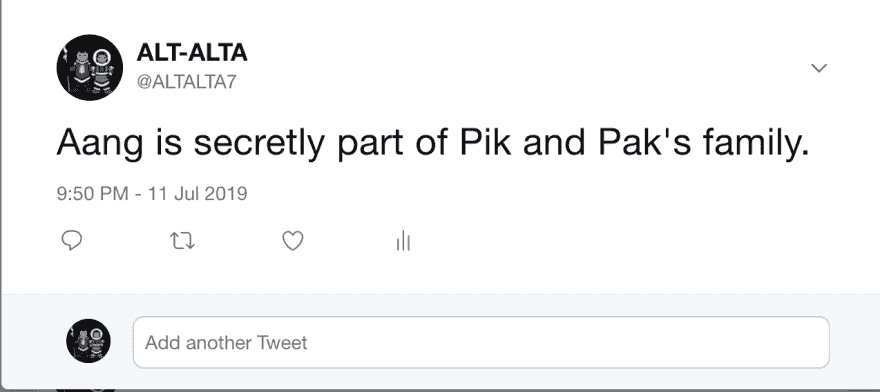 ALT-ALTA
@ALTALTA7
Aang is secretly part of Pik and Pak's family.
9:50 PM - 11 Jul 2019
Add another Tweet